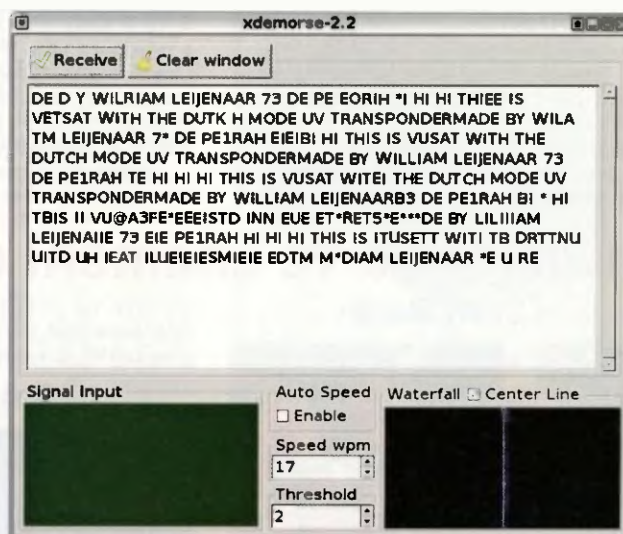 xdemorse-2.2
Receive
Clear window
DE D Y WILRIAM LEIJENAAR 73 DE PE EORIH *I HI HI THIEE IS
VETSAT WITH THE DUTK H MODE UV TRANSPONDERMADE BY WILA
TM LEIJENAAR 7* DE PE1RAH EIEIBI HI THIS IS VUSAT WITH THE
DUTCH MODE UV TRANSPONDERMADE BY WILLIAM LEIJENAAR 73
DE PE1RAH TE HI HI HI THIS IS VUSAT WITEI THE DUTCH MODE UV
TRANSPONDERMADE BY WILLIAM LEIJENAARB3 DE PE1RAH BI * HI
TBIS II VU@A3FE*EEEISTD INN EUE ET*RET5*E***DE BY LILIIIAM
LEIJENAIIE 73 EIE PE1RAH HI HI HI THIS IS ITUSETT WITI TB DRTTNU
UITD UH IEAT ILUEIEIESMIEIE EDTM M*DIAM LEIJENAAR *E U RE
Signal Input
Auto Speed
Enable
Speed wpm
17
Threshold
2
Waterfall Center Line